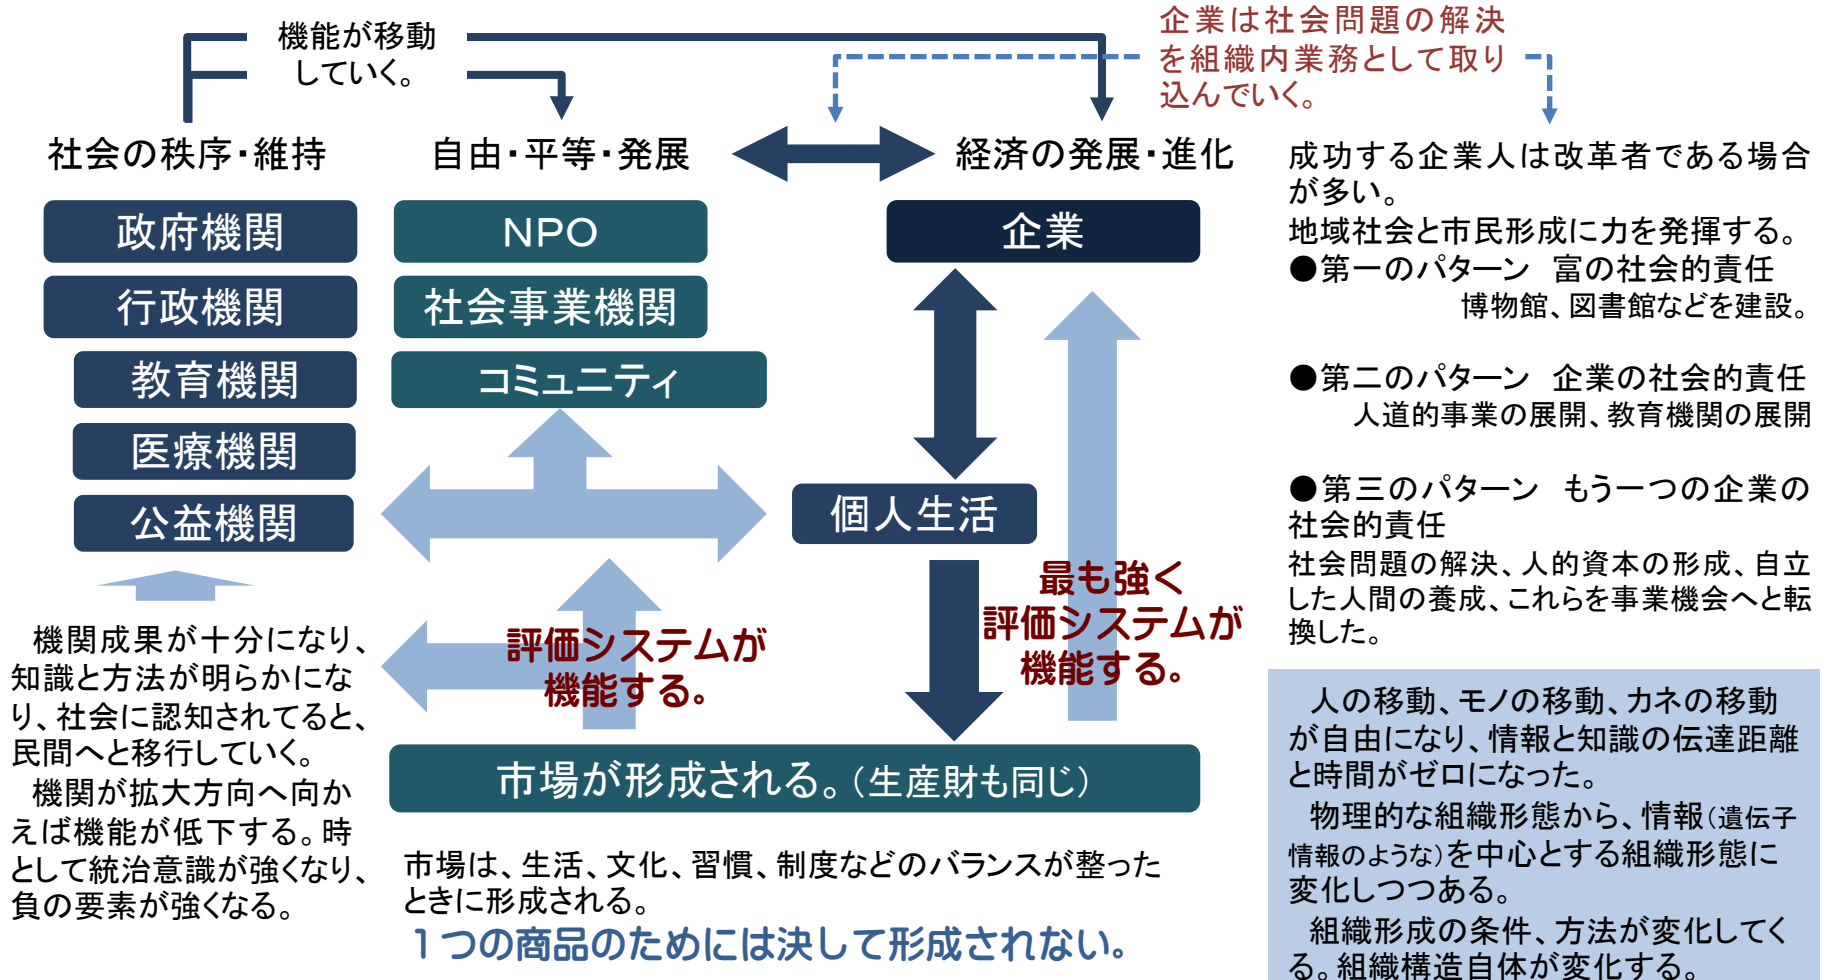 機能が移動
していく。
企業は社会問題の解決
を組織内業務として取り
込んでいく。
社会の秩序・維持
自由・平等・発展
経済の発展・進化
政府機関
行政機関
教育機関
医療機関
公益機関
NPO
社会事業機関
コミュニティ
企業
個人生活
最も強く
評価システムが
機能する。
評価システムが
機能する。
市場が形成される。（生産財も同じ）
機関成果が十分になり、
知識と方法が明らかにな
り、社会に認知されてると、
民間へと移行していく。
機関が拡大方向へ向か
えば機能が低下する。時
として統治意識が強くなり、
負の要素が強くなる。
市場は、生活、文化、習慣、制度などのバランスが整った
ときに形成される。
１つの商品のためには決して形成されない。
成功する企業人は改革者である場合
が多い。
地域社会と市民形成に力を発揮する。
●第一のパターン　富の社会的責任
博物館、図書館などを建設。
●第二のパターン　企業の社会的責任
人道的事業の展開、教育機関の展開
●第三のパターン　もう一つの企業の
社会的責任
社会問題の解決、人的資本の形成、自立
した人間の養成、これらを事業機会へと転
換した。
人の移動、モノの移動、カネの移動
が自由になり、情報と知識の伝達距離
と時間がゼロになった。
物理的な組織形態から、情報（遺伝子
情報のような）を中心とする組織形態に
変化しつつある。
組織形成の条件、方法が変化してく
る。組織構造自体が変化する。